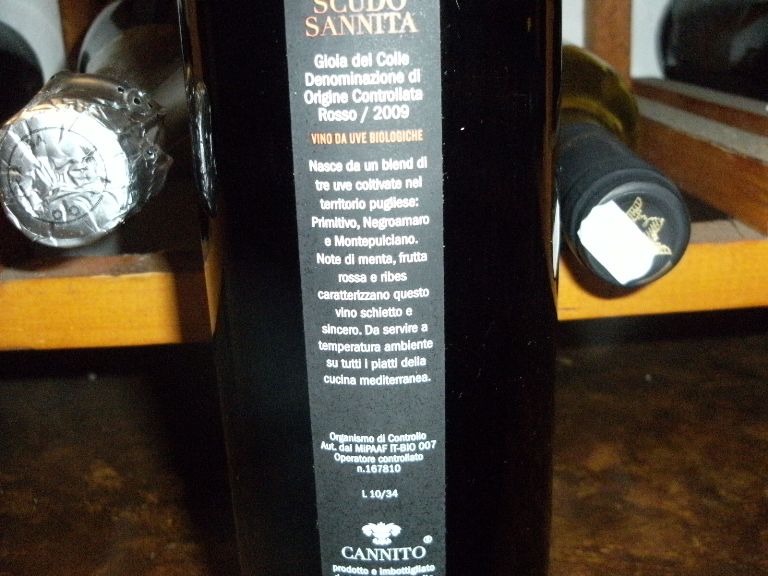 SCUDO
SANNITA
Gioia del Colle
Denominazione di
Origine Controllata
Rosso / 2009
VINO DA UVE BIOLOGICHE
Nasce da un blend di
tre uve coltivate nel
territorio pugliese:
Primitivo, Negroamaro
e Montepulciano.
Note di menta, frutta
rossa e ribes
caratterizzano questo
vino schietto e
sincero. Da servire a
temperatura ambiente
su tutti i piatti della
cucina mediterranea.
Organismo di Controllo
Aut. dal MIPAAF IT-BIO 007
Operatore controllato
n.167810
L 10/34
CANNITO ®
prodotto e imbottigliato